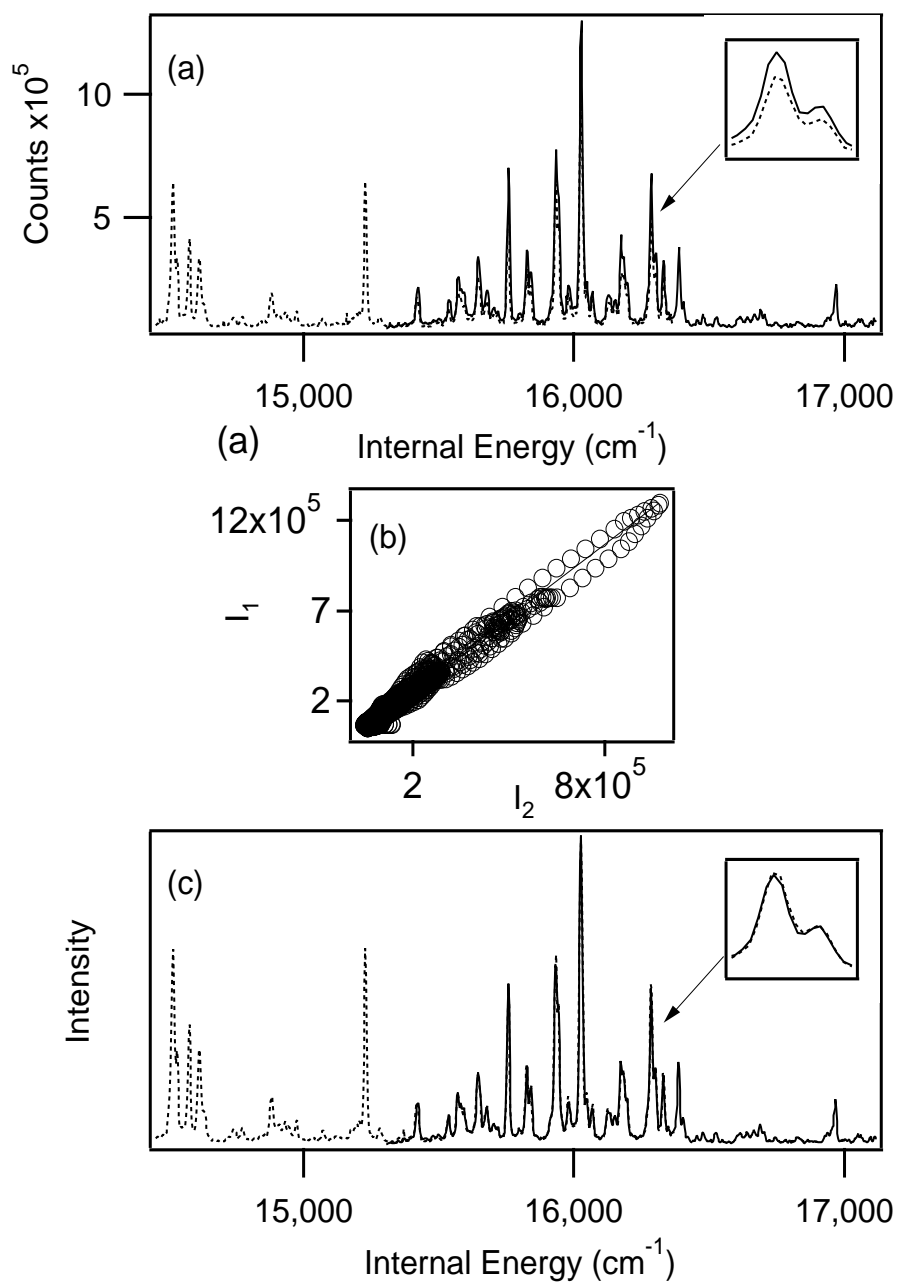 (a)
Counts x10^5
10
5
15,000
16,000
17,000
Internal Energy (cm^-1)
(a)
(b)
I_1
12x10^5
7
2
2
8x10^5
I_2
(c)
Intensity
15,000
16,000
17,000
Internal Energy (cm^-1)